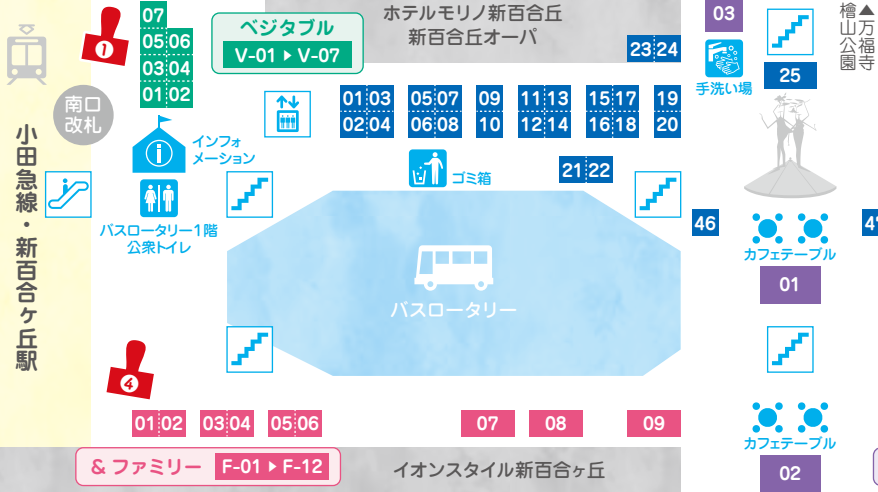 07
05 06
03 04
01 02
1
ベジタブル
V-01 ▶ V-07
ホテルモリノ新百合丘
新百合丘オーパ
23 24
03
手洗い場
25
▲万福寺
檜山公園
南口
改札
小田急線・新百合ヶ丘駅
インフォ
メーション
バスロータリー1階
公衆トイレ
01 03
02 04
05 07
06 08
09
10
11 13
12 14
15 17
16 18
19
20
ゴミ箱
21 22
46
カフェテーブル
01
バスロータリー
4
01 02
03 04
05 06
07
08
09
カフェテーブル
02
& ファミリー F-01 ▶ F-12
イオンスタイル新百合ヶ丘